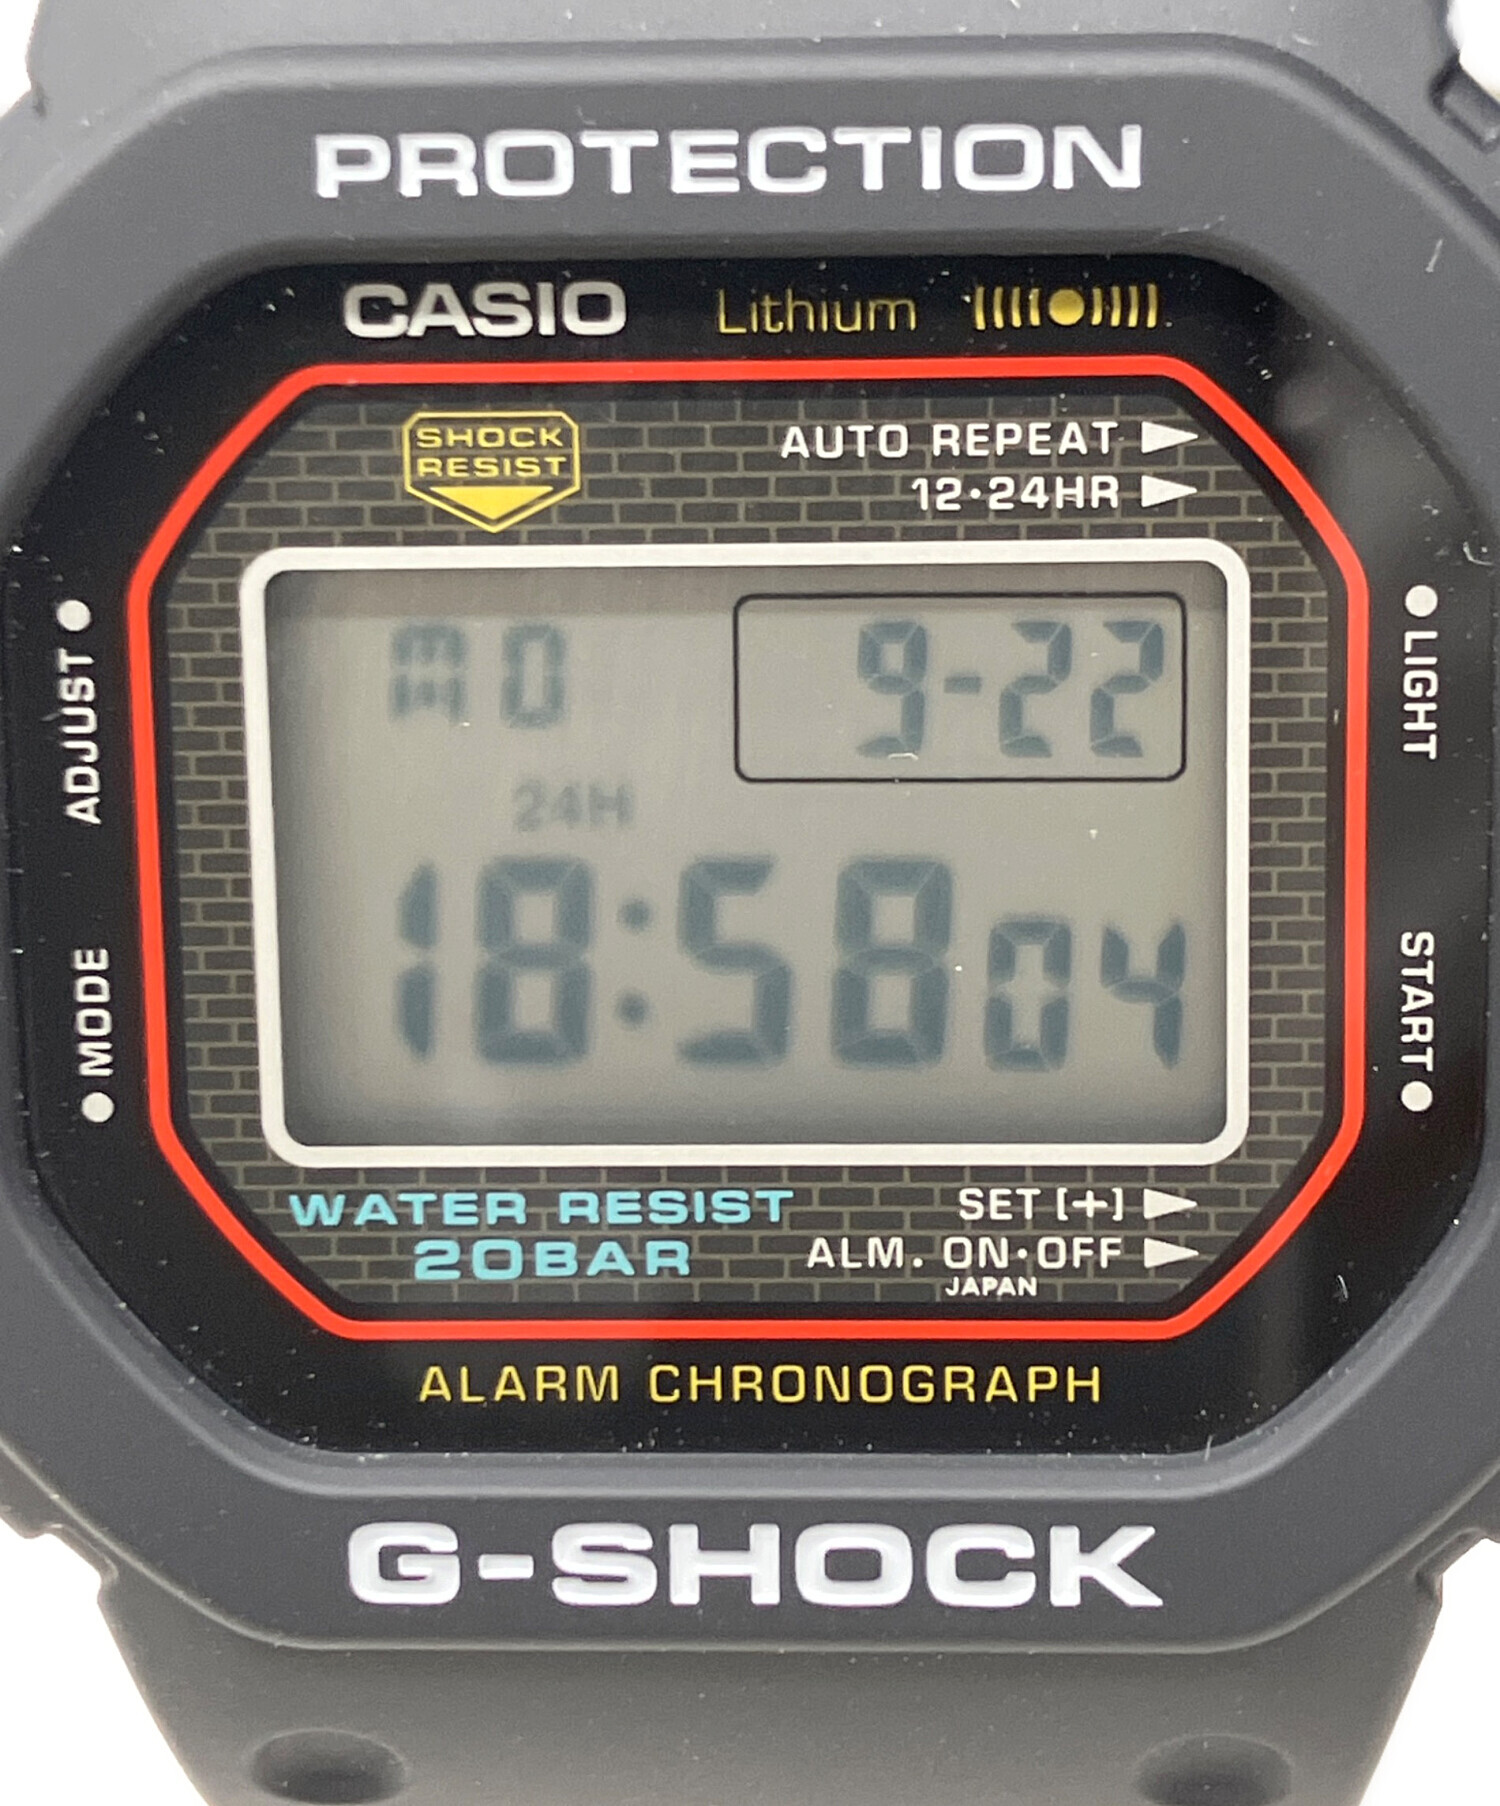 PROTECTION
CASIO Lithium
SHOCK
RESIST
AUTO REPEAT
12·24HR
ADJUST
LIGHT
MO 9-22
24H
18:58 04
MODE
START
WATER RESIST
20BAR
SET [+]
ALM. ON·OFF
JAPAN
ALARM CHRONOGRAPH
G-SHOCK